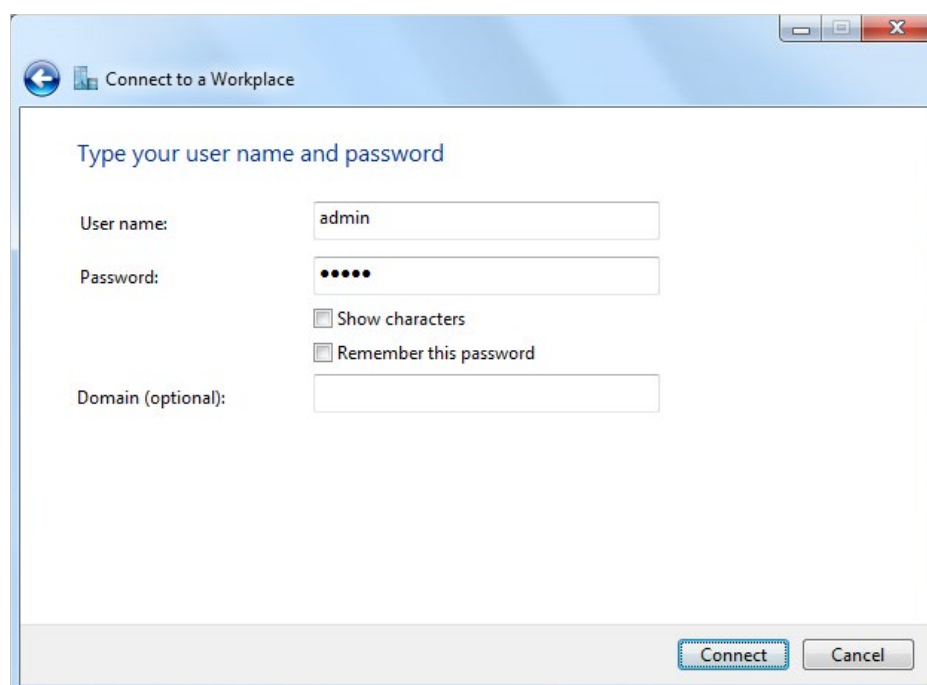 Connect to a Workplace
Type your user name and password
User name: admin
Password: •••••
Show characters
Remember this password
Domain (optional):
Connect Cancel